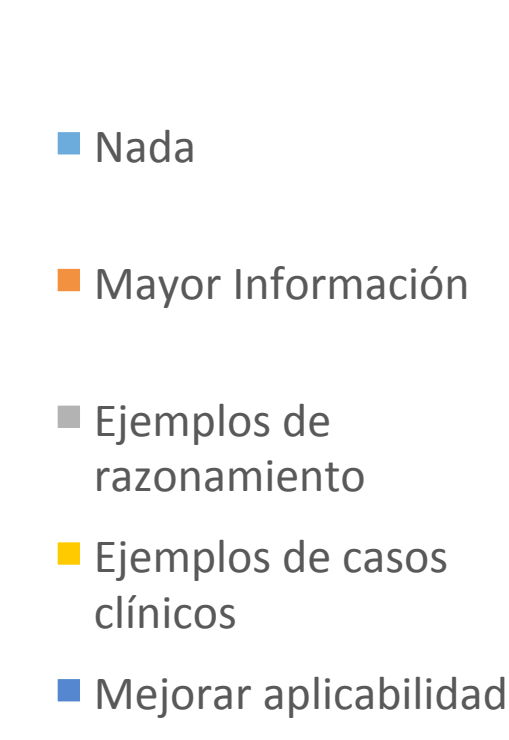 Nada
Mayor Información
Ejemplos de
razonamiento
Ejemplos de casos
clínicos
Mejorar aplicabilidad